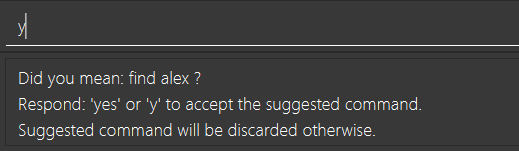 y
Did you mean: find alex ?
Respond: 'yes' or 'y' to accept the suggested command.
Suggested command will be discarded otherwise.